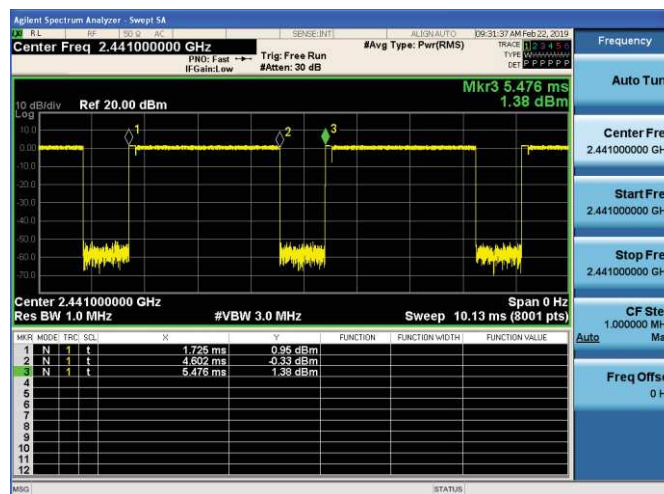 Agilent Spectrum Analyzer - Swept SA
RL RF 50 Ω AC SENSE:INT ALIGNAUTO 09:31:37 AM Feb 22, 2019
Center Freq 2.441000000 GHz
PNO: Fast
IFGain:Low
Trig: Free Run
#Atten: 30 dB
#Avg Type: Pwr(RMS)
TRACE 1 2 3 4 5 6
TYPE
DET P P P P P P
Mkr3 5.476 ms
1.38 dBm
10 dB/div Ref 20.00 dBm
Log
10.0
0.00
-10.0
-20.0
-30.0
-40.0
-50.0
-60.0
-70.0
1
2
3
Center 2.441000000 GHz Span 0 Hz
Res BW 1.0 MHz #VBW 3.0 MHz Sweep 10.13 ms (8001 pts)
MKR MODE TRC SCL X Y FUNCTION FUNCTION WIDTH FUNCTION VALUE
1 N 1 t 1.725 ms 0.95 dBm
2 N 1 t 4.602 ms -0.33 dBm
3 N 1 t 5.476 ms 1.38 dBm
4
5
6
7
8
9
10
11
12
MSG STATUS
Frequency
Auto Tun
Center Fre
2.441000000 GH
Start Fre
2.441000000 GH
Stop Fre
2.441000000 GH
CF Ste
1.000000 MH
Auto Ma
Freq Offse
0 H